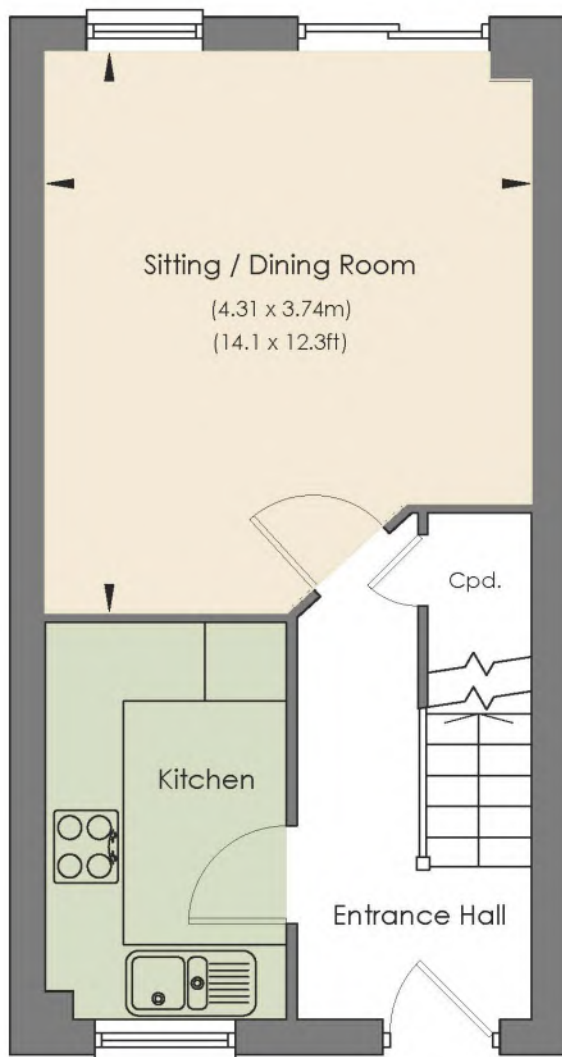 Sitting / Dining Room
(4.31 x 3.74m)
(14.1 x 12.3ft)
Cpd.
Kitchen
Entrance Hall